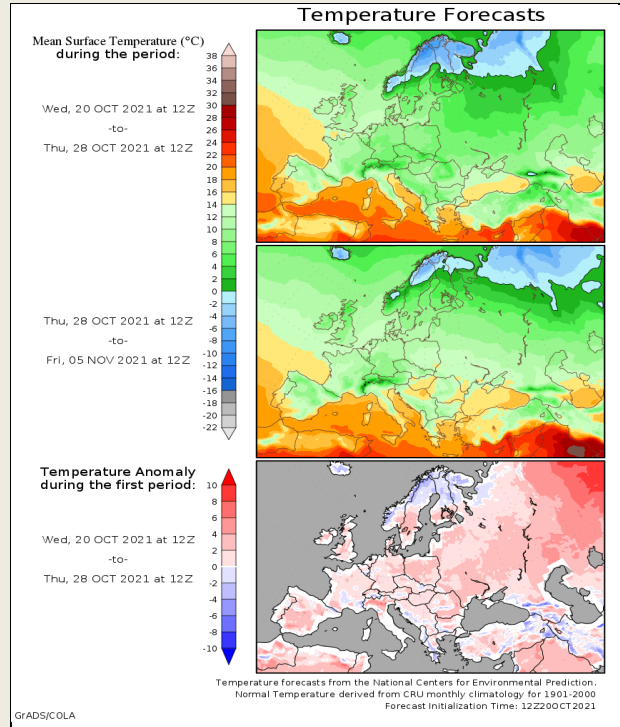 Temperature Forecasts
Mean Surface Temperature (°C)
during the period:
Wed, 20 OCT 2021 at 12Z
-to-
Thu, 28 OCT 2021 at 12Z
38
36
34
32
30
28
26
24
22
20
18
16
14
12
10
8
6
4
2
0
-2
-4
-6
-8
-10
-12
-14
-16
-18
-20
-22
Thu, 28 OCT 2021 at 12Z
-to-
Fri, 05 NOV 2021 at 12Z
Temperature Anomaly
during the first period:
Wed, 20 OCT 2021 at 12Z
-to-
Thu, 28 OCT 2021 at 12Z
10
8
6
4
2
0
-2
-4
-6
-8
-10
Temperature forecasts from the National Centers for Environmental Prediction.
Normal Temperature derived from CRU monthly climatology for 1901-2000
Forecast Initialization Time: 12Z20OCT2021
GrADS/COLA